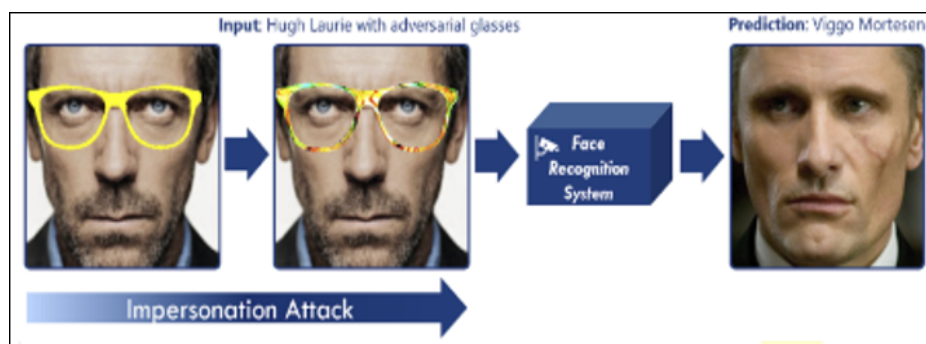 Input: Hugh Laurie with adversarial glasses
Prediction: Viggo Mortesen
Face
Recognition
System
Impersonation Attack